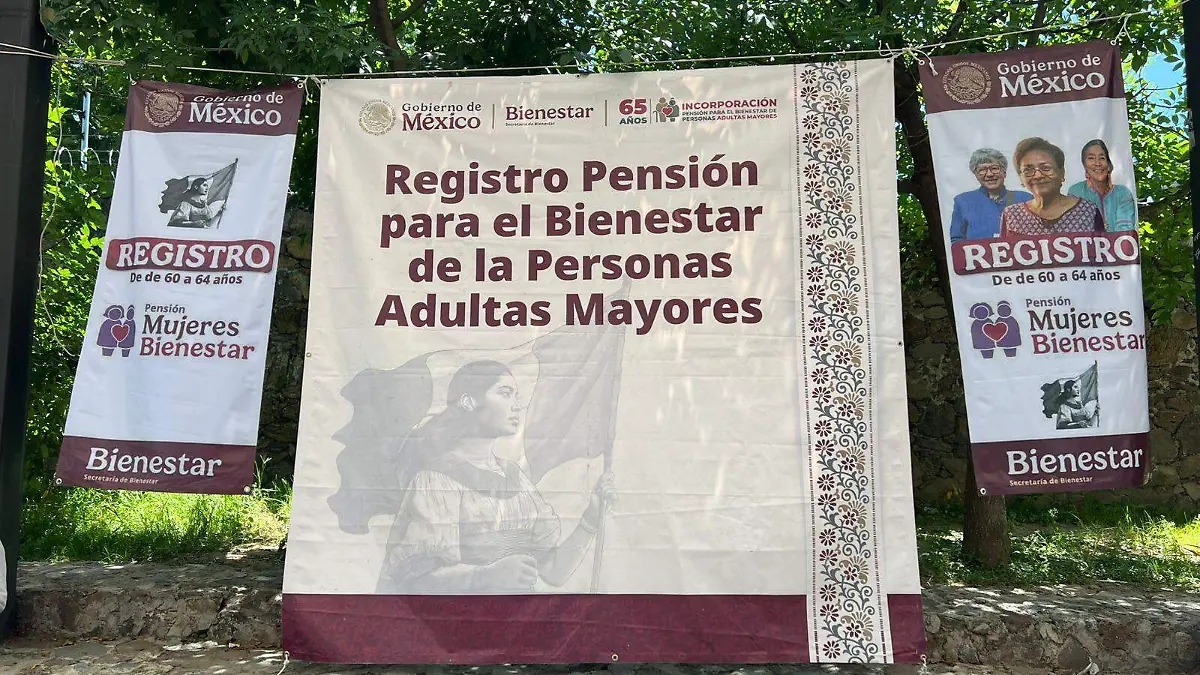 Gobierno de
México
REGISTRO
De de 60 a 64 años
Pensión
Mujeres
Bienestar
Bienestar
Secretaría de Bienestar
Gobierno de
México
Bienestar
Secretaría de Bienestar
65
AÑOS
INCORPORACIÓN
PENSIÓN PARA EL BIENESTAR DE
PERSONAS ADULTAS MAYORES
Registro Pensión
para el Bienestar
de la Personas
Adultas Mayores
Gobierno de
México
REGISTRO
De de 60 a 64 años
Pensión
Mujeres
Bienestar
Bienestar
Secretaría de Bienestar